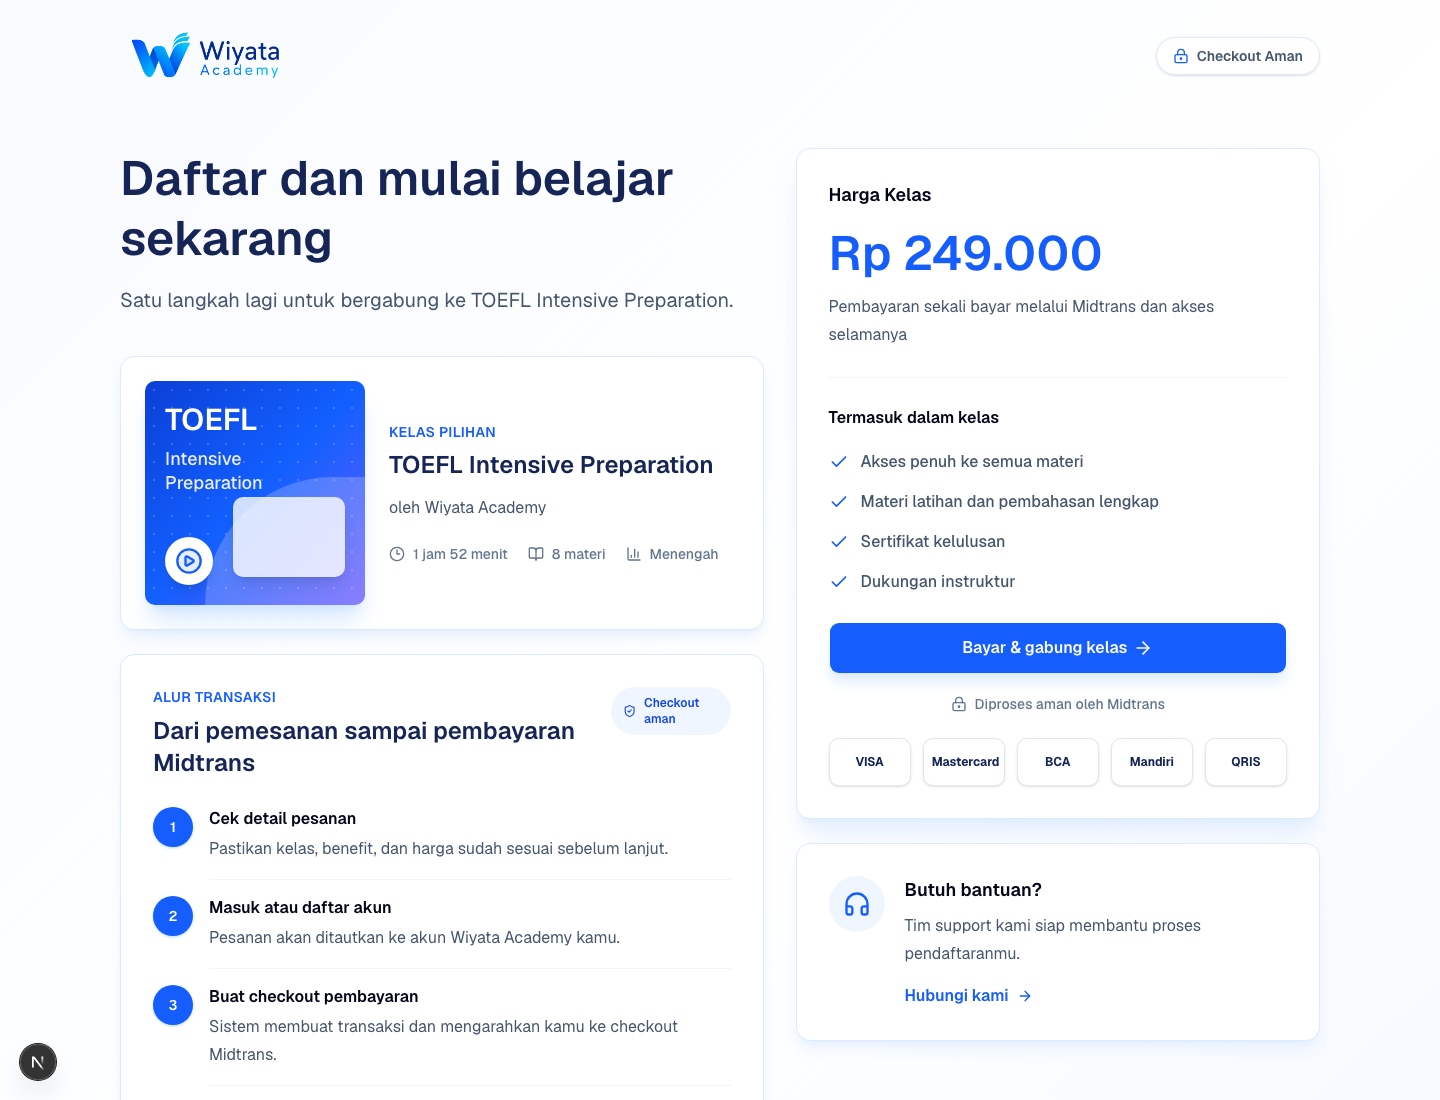 Wiyata
Academy
Checkout Aman
Daftar dan mulai belajar
sekarang
Satu langkah lagi untuk bergabung ke TOEFL Intensive Preparation.
TOEFL
Intensive
Preparation
KELAS PILIHAN
TOEFL Intensive Preparation
oleh Wiyata Academy
1 jam 52 menit
8 materi
Menengah
ALUR TRANSAKSI
Dari pemesanan sampai pembayaran
Midtrans
Checkout
aman
1
Cek detail pesanan
Pastikan kelas, benefit, dan harga sudah sesuai sebelum lanjut.
2
Masuk atau daftar akun
Pesanan akan ditautkan ke akun Wiyata Academy kamu.
3
Buat checkout pembayaran
Sistem membuat transaksi dan mengarahkan kamu ke checkout
Midtrans.
Harga Kelas
Rp 249.000
Pembayaran sekali bayar melalui Midtrans dan akses
selamanya
Termasuk dalam kelas
Akses penuh ke semua materi
Materi latihan dan pembahasan lengkap
Sertifikat kelulusan
Dukungan instruktur
Bayar & gabung kelas
Diproses aman oleh Midtrans
VISA
Mastercard
BCA
Mandiri
QRIS
Butuh bantuan?
Tim support kami siap membantu proses
pendaftaranmu.
Hubungi kami
N